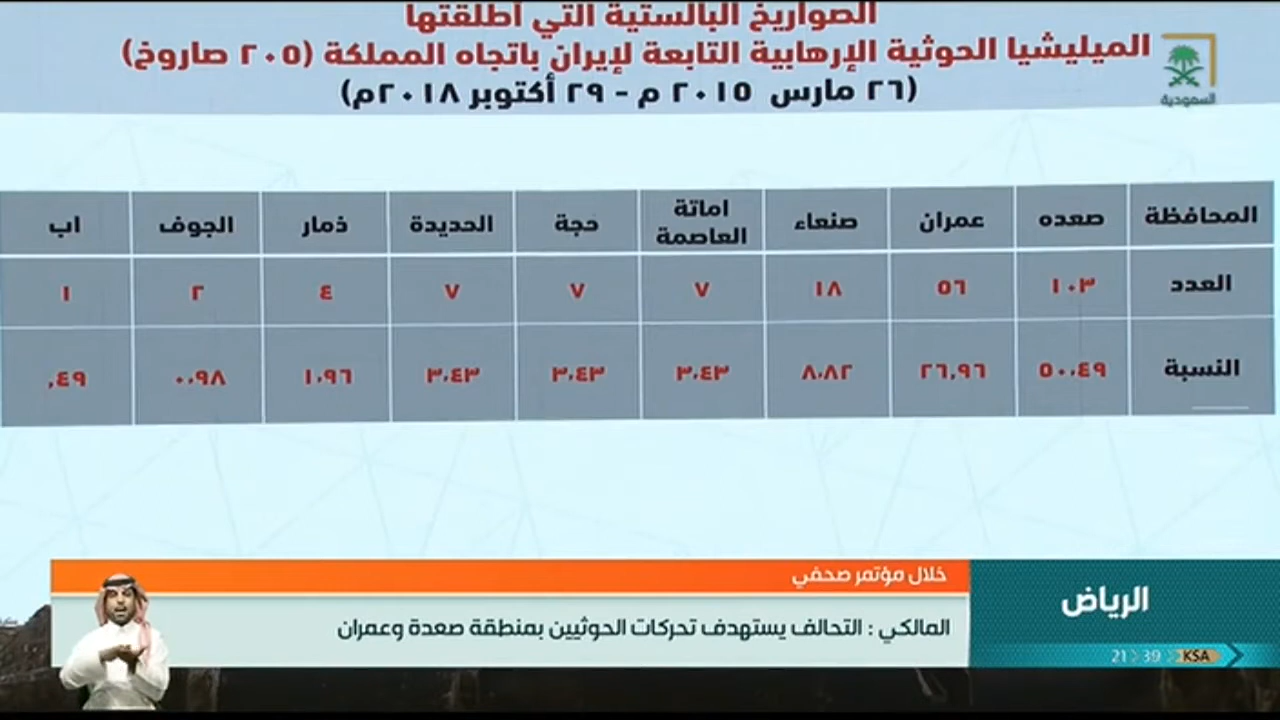 الصواريخ البالستية التي أطلقتها
الميليشيا الحوثية الإرهابية التابعة لإيران باتجاه المملكة (٢٠٥ صاروخ)
(٢٦ مارس ٢٠١٥ م - ٢٩ أكتوبر ٢٠١٨م)
السعودية
المحافظة صعده عمران صنعاء اماتة العاصمة حجة الحديدة ذمار الجوف اب
العدد ١٠٣ ٥٦ ١٨ ٧ ٧ ٧ ٤ ٢ ١
النسبة ٥٠.٤٩ ٢٦,٩٦ ٨.٨٢ ٣.٤٣ ٣.٤٣ ٣.٤٣ ١.٩٦ ٠.٩٨ ,٤٩
خلال مؤتمر صحفي
الرياض
المالكي : التحالف يستهدف تحركات الحوثيين بمنطقة صعدة وعمران
21 39 KSA